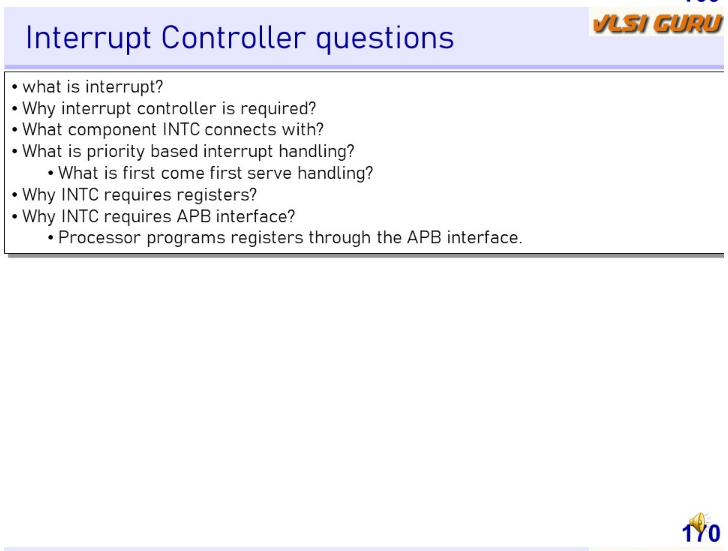 VLSI GURU
Interrupt Controller questions
• what is interrupt?
• Why interrupt controller is required?
• What component INTC connects with?
• What is priority based interrupt handling?
• What is first come first serve handling?
• Why INTC requires registers?
• Why INTC requires APB interface?
• Processor programs registers through the APB interface.
170